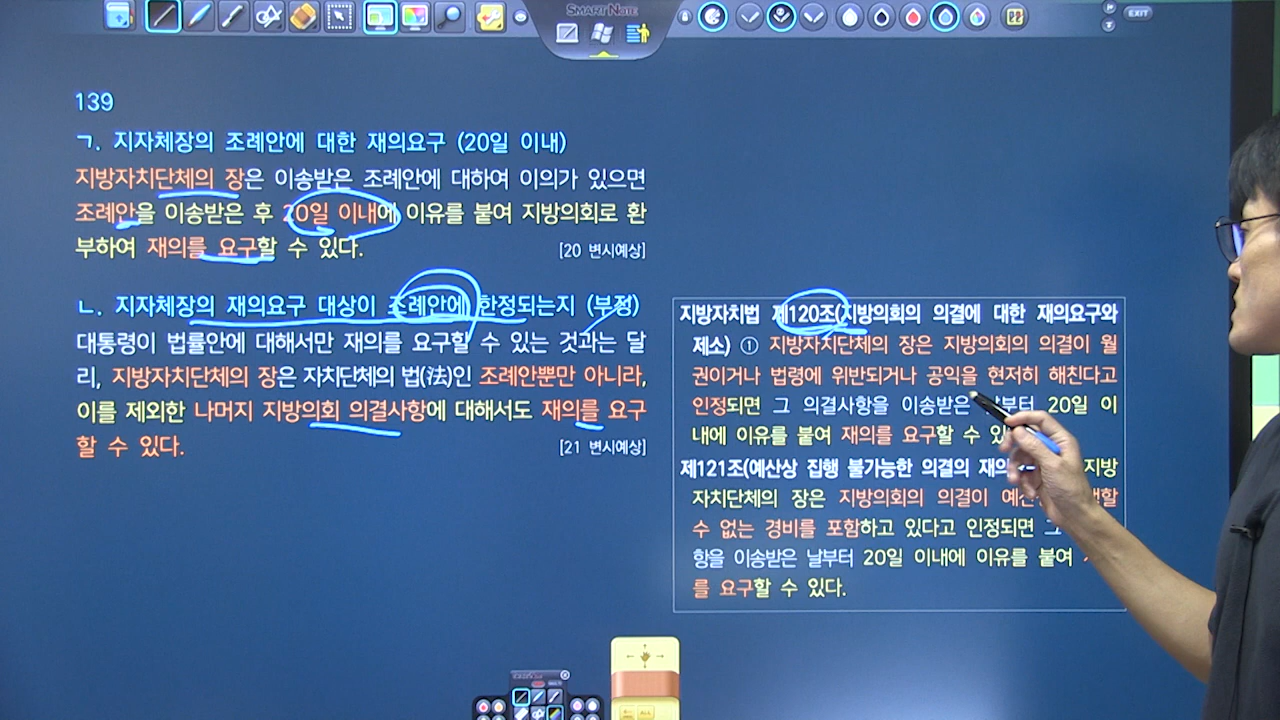 SMART NOTE
EXIT
139
ㄱ. 지자체장의 조례안에 대한 재의요구 (20일 이내)
지방자치단체의 장은 이송받은 조례안에 대하여 이의가 있으면
조례안을 이송받은 후 20일 이내에 이유를 붙여 지방의회로 환
부하여 재의를 요구할 수 있다. [20 변시예상]
ㄴ. 지자체장의 재의요구 대상이 조례안에 한정되는지 (부정)
대통령이 법률안에 대해서만 재의를 요구할 수 있는 것과는 달
리, 지방자치단체의 장은 자치단체의 법(法)인 조례안뿐만 아니라,
이를 제외한 나머지 지방의회 의결사항에 대해서도 재의를 요구
할 수 있다. [21 변시예상]
지방자치법 제120조(지방의회의 의결에 대한 재의요구와
제소) ① 지방자치단체의 장은 지방의회의 의결이 월
권이거나 법령에 위반되거나 공익을 현저히 해친다고
인정되면 그 의결사항을 이송받은 날부터 20일 이
내에 이유를 붙여 재의를 요구할 수
제121조(예산상 집행 불가능한 의결의 재의 지방
자치단체의 장은 지방의회의 의결이
수 없는 경비를 포함하고 있다고 인정되면 그
항을 이송받은 날부터 20일 이내에 이유를 붙여
를 요구할 수 있다.
ALL